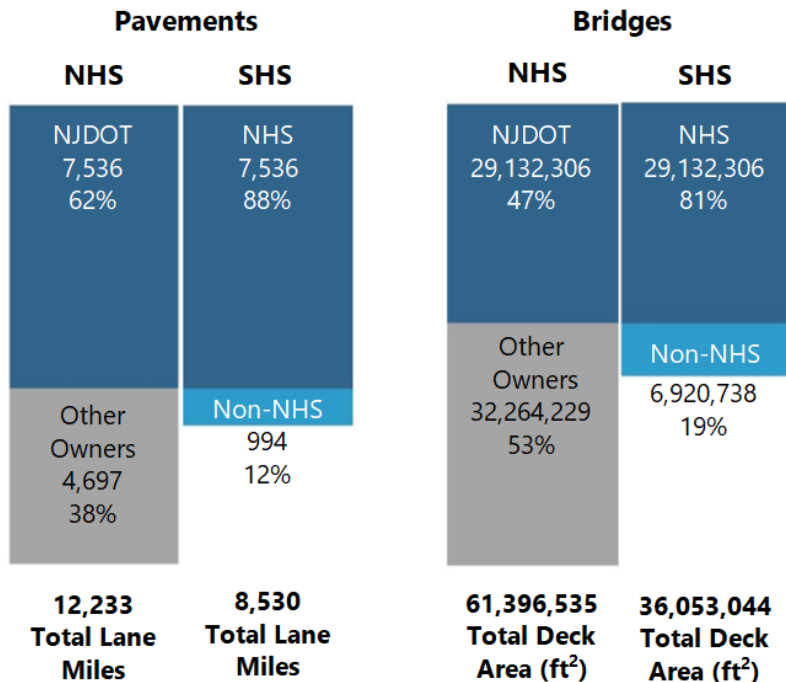 Pavements
NHS
SHS
NJDOT
7,536
62%
NHS
7,536
88%
Other
Owners
4,697
38%
Non-NHS
994
12%
12,233
Total Lane
Miles
8,530
Total Lane
Miles
Bridges
NHS
SHS
NJDOT
29,132,306
47%
NHS
29,132,306
81%
Other
Owners
32,264,229
53%
Non-NHS
6,920,738
19%
61,396,535
Total Deck
Area (ft²)
36,053,044
Total Deck
Area (ft²)